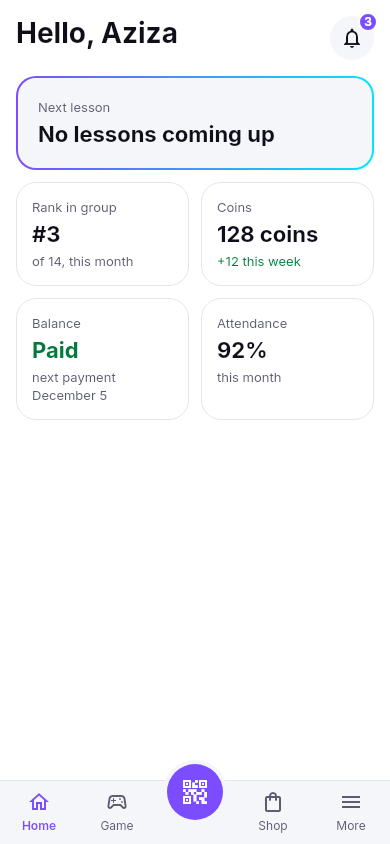 Hello, Aziza
3
Next lesson
No lessons coming up
Rank in group
#3
of 14, this month
Coins
128 coins
+12 this week
Balance
Paid
next payment
December 5
Attendance
92%
this month
Home
Game
Shop
More